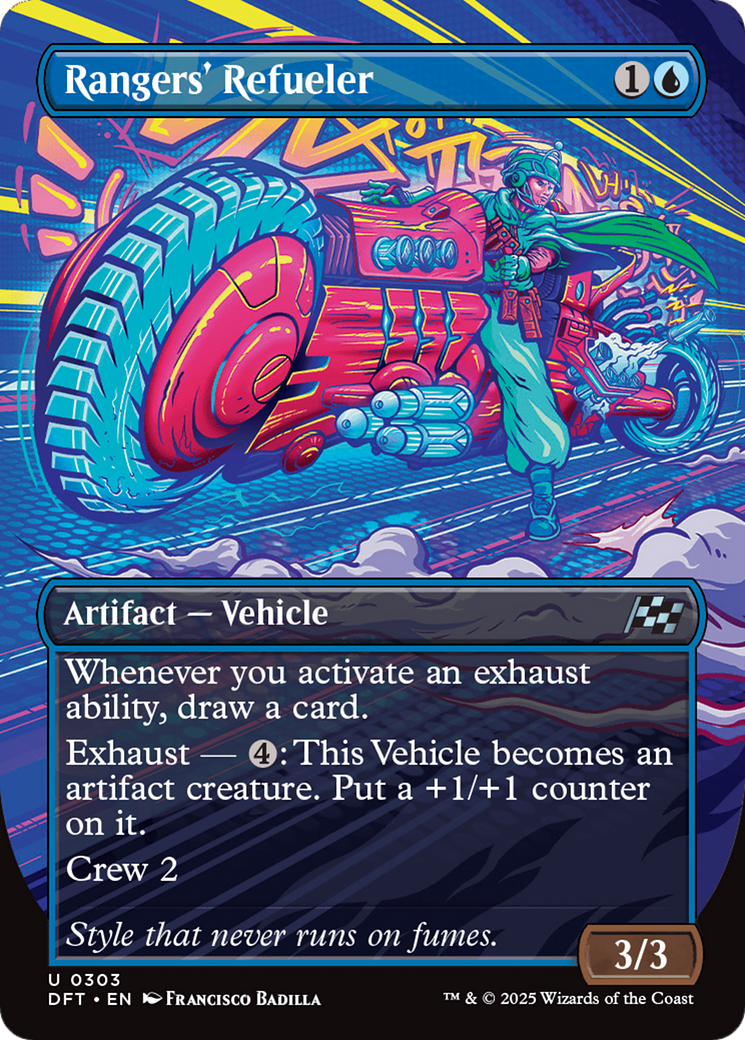 Rangers' Refueler 1
Artifact — Vehicle
Whenever you activate an exhaust
ability, draw a card.
Exhaust — 4: This Vehicle becomes an
artifact creature. Put a +1/+1 counter
on it.
Crew 2
Style that never runs on fumes.
3/3
U 0303
DFT • EN Francisco Badilla
™ & © 2025 Wizards of the Coast